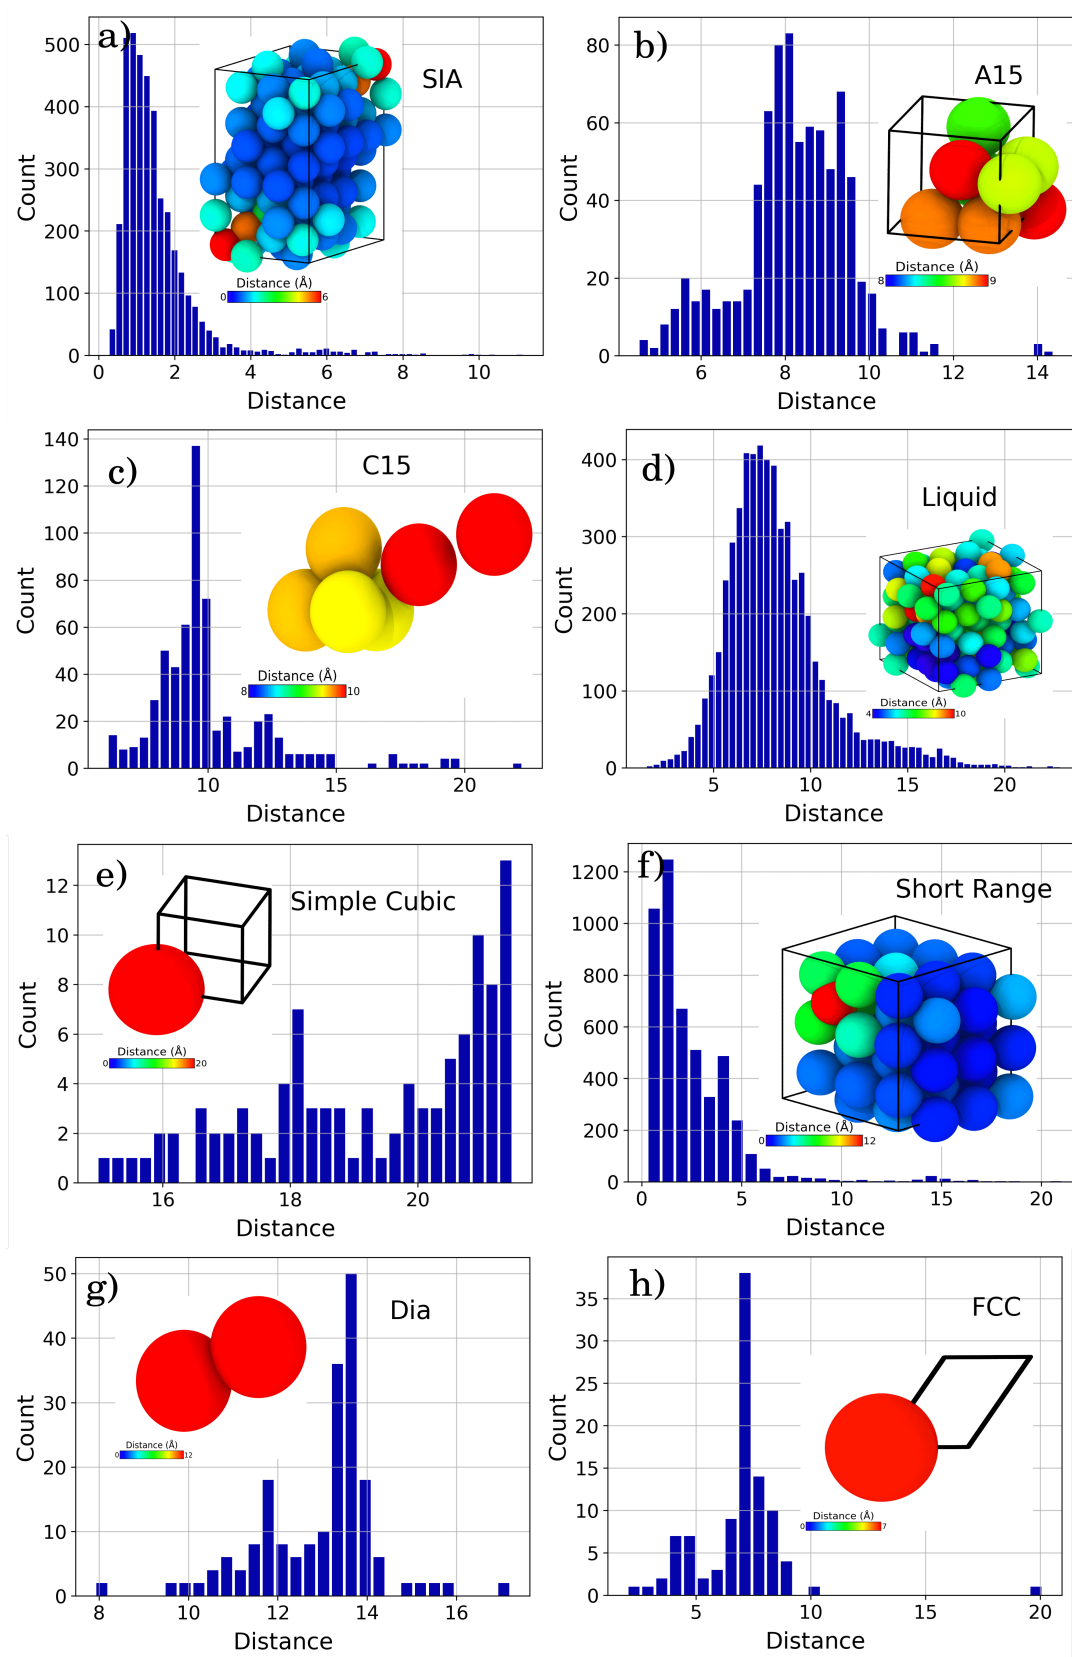 a)
SIA
500
400
300
200
100
0
Count
0 2 4 6 8 10
Distance
Distance (Å)
0 6
b)
A15
80
60
40
20
0
Count
6 8 10 12 14
Distance
Distance (Å)
8 9
c)
C15
140
120
100
80
60
40
20
0
Count
10 15 20
Distance
Distance (Å)
8 10
d)
Liquid
400
300
200
100
0
Count
5 10 15 20
Distance
Distance (Å)
4 10
e)
Simple Cubic
12
10
8
6
4
2
0
Count
16 18 20
Distance
Distance (Å)
0 20
f)
Short Range
1200
1000
800
600
400
200
0
Count
0 5 10 15 20
Distance
Distance (Å)
0 12
g)
Dia
50
40
30
20
10
0
Count
8 10 12 14 16
Distance
Distance (Å)
0 12
h)
FCC
35
30
25
20
15
10
5
0
Count
5 10 15 20
Distance
Distance (Å)
0 7